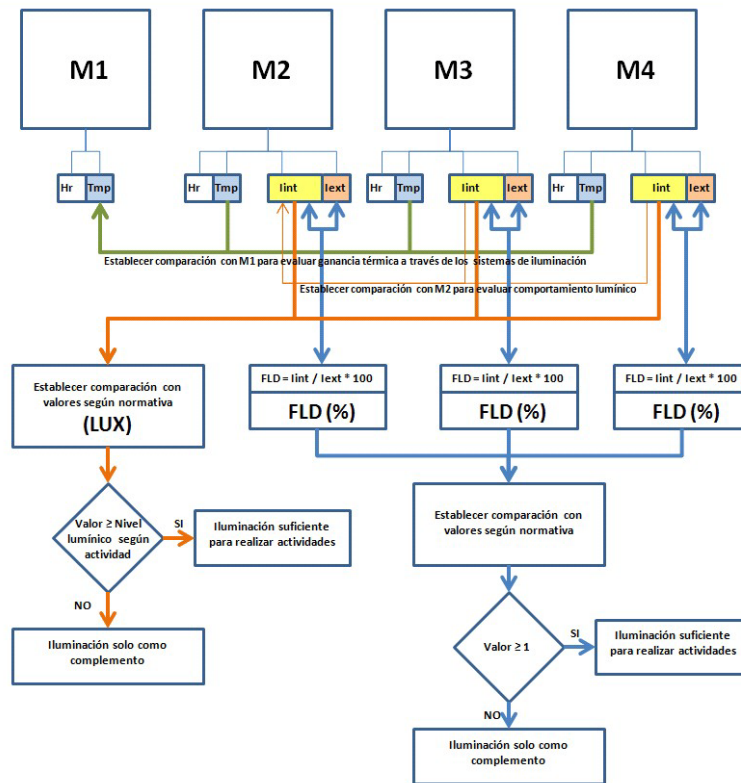 M1
M2
M3
M4
Hr Tmp
Hr Tmp Iint Iext
Hr Tmp Iint Iext
Hr Tmp Iint Iext
Establecer comparación con M1 para evaluar ganancia térmica a través de los sistemas de iluminación
Establecer comparación con M2 para evaluar comportamiento lumínico
Establecer comparación con
valores según normativa
(LUX)
FLD = Iint / Iext * 100
FLD (%)
FLD = Iint / Iext * 100
FLD (%)
FLD = Iint / Iext * 100
FLD (%)
Valor ≥ Nivel
lumínico según
actividad
SI
Iluminación suficiente
para realizar actividades
NO
Iluminación solo como
complemento
Establecer comparación con
valores según normativa
Valor ≥ 1
SI
Iluminación suficiente
para realizar actividades
NO
Iluminación solo como
complemento